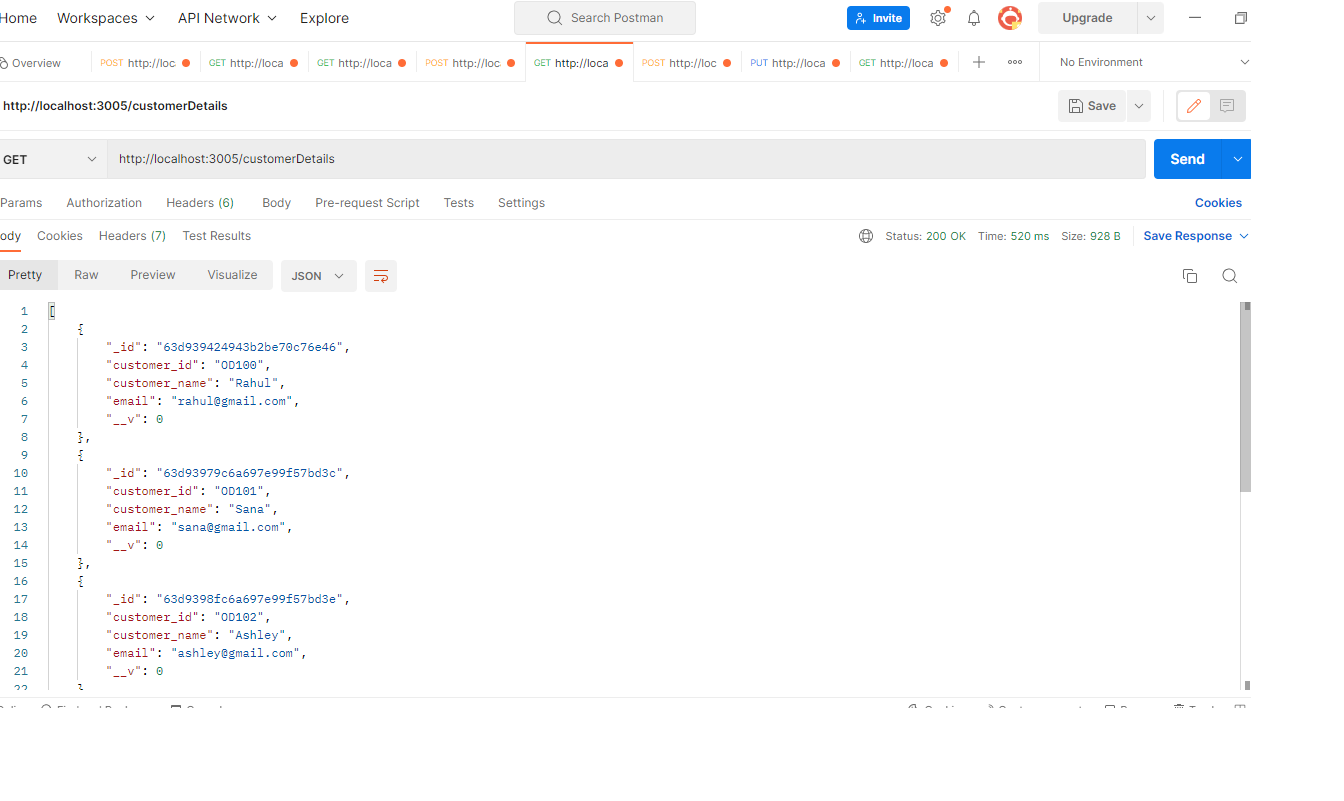 Home Workspaces API Network Explore Search Postman Invite Upgrade
Overview POST http://loc GET http://loca GET http://loca POST http://loc GET http://loca POST http://loc PUT http://loca GET http://loca No Environment
http://localhost:3005/customerDetails Save
GET http://localhost:3005/customerDetails Send
Params Authorization Headers (6) Body Pre-request Script Tests Settings Cookies
ody Cookies Headers (7) Test Results Status: 200 OK Time: 520 ms Size: 928 B Save Response
Pretty Raw Preview Visualize JSON
1 [
2 {
3 "_id": "63d939424943b2be70c76e46",
4 "customer_id": "OD100",
5 "customer_name": "Rahul",
6 "email": "rahul@gmail.com",
7 "__v": 0
8 },
9 {
10 "_id": "63d93979c6a697e99f57bd3c",
11 "customer_id": "OD101",
12 "customer_name": "Sana",
13 "email": "sana@gmail.com",
14 "__v": 0
15 },
16 {
17 "_id": "63d9398fc6a697e99f57bd3e",
18 "customer_id": "OD102",
19 "customer_name": "Ashley",
20 "email": "ashley@gmail.com",
21 "__v": 0
22 }